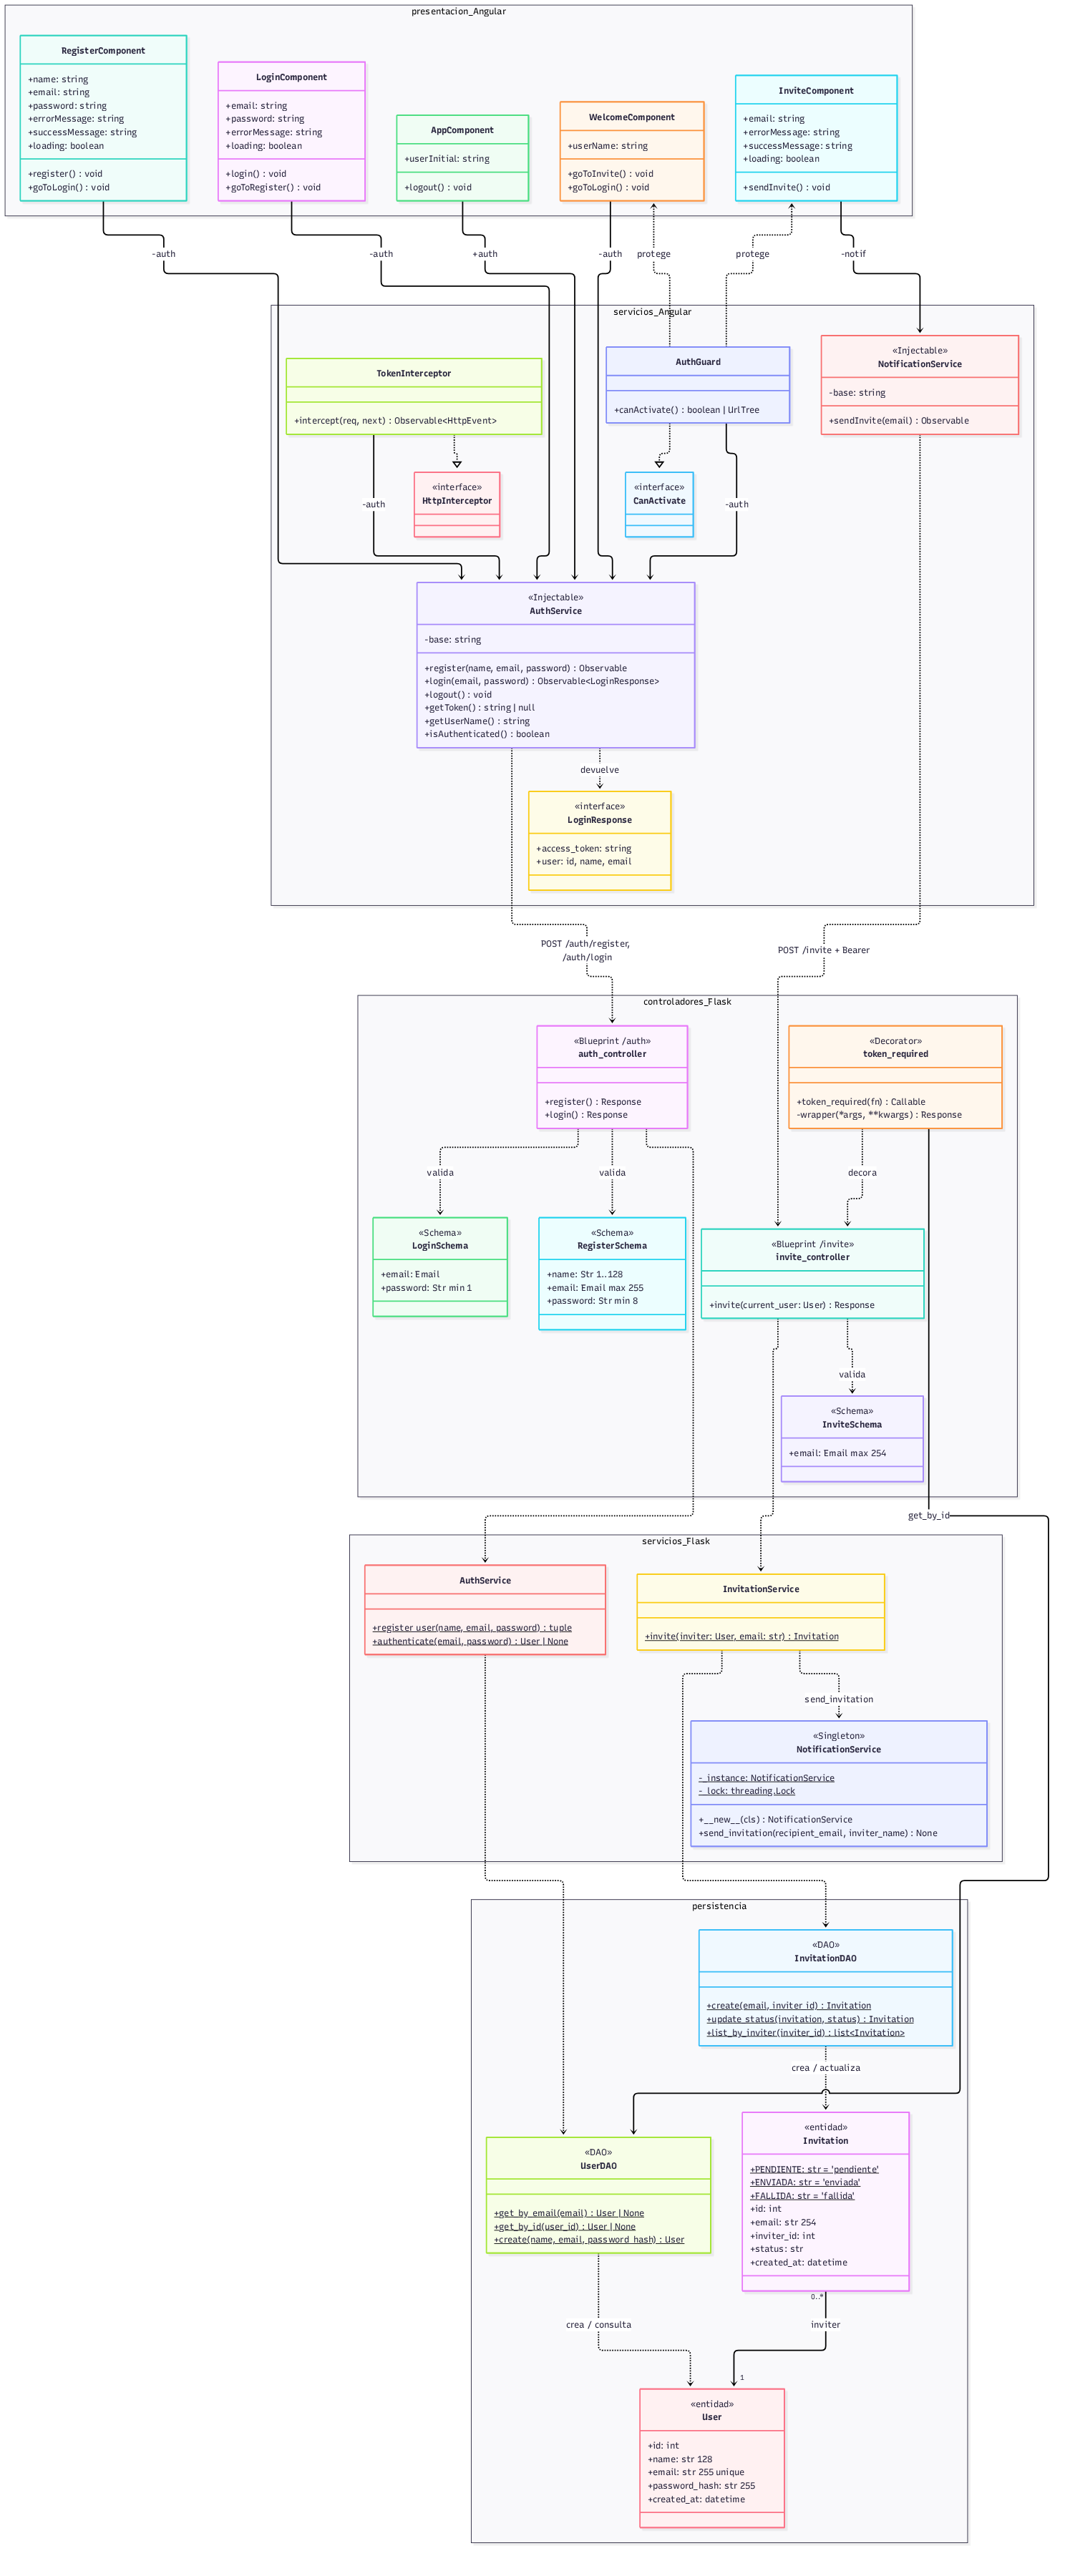 presentacion_Angular
RegisterComponent
+name: string
+email: string
+password: string
+errorMessage: string
+successMessage: string
+loading: boolean
+register() : void
+goToLogin() : void
LoginComponent
+email: string
+password: string
+errorMessage: string
+loading: boolean
+login() : void
+goToRegister() : void
AppComponent
+userInitial: string
+logout() : void
WelcomeComponent
+userName: string
+goToInvite() : void
+goToLogin() : void
InviteComponent
+email: string
+errorMessage: string
+successMessage: string
+loading: boolean
+sendInvite() : void
-auth
-auth
+auth
-auth
protege
protege
-notif
servicios_Angular
TokenInterceptor
+intercept(req, next) : Observable<HttpEvent>
AuthGuard
+canActivate() : boolean | UrlTree
«Injectable»
NotificationService
-base: string
+sendInvite(email) : Observable
«interface»
HttpInterceptor
«interface»
CanActivate
-auth
-auth
«Injectable»
AuthService
-base: string
+register(name, email, password) : Observable
+login(email, password) : Observable<LoginResponse>
+logout() : void
+getToken() : string | null
+getUserName() : string
+isAuthenticated() : boolean
devuelve
«interface»
LoginResponse
+access_token: string
+user: id, name, email
POST /auth/register,
/auth/login
POST /invite + Bearer
controladores_Flask
«Blueprint /auth»
auth_controller
+register() : Response
+login() : Response
«Decorator»
token_required
+token_required(fn) : Callable
-wrapper(*args, **kwargs) : Response
valida
valida
decora
«Schema»
LoginSchema
+email: Email
+password: Str min 1
«Schema»
RegisterSchema
+name: Str 1..128
+email: Email max 255
+password: Str min 8
«Blueprint /invite»
invite_controller
+invite(current_user: User) : Response
valida
«Schema»
InviteSchema
+email: Email max 254
get_by_id
servicios_Flask
AuthService
+register_user(name, email, password) : tuple
+authenticate(email, password) : User | None
InvitationService
+invite(inviter: User, email: str) : Invitation
send_invitation
«Singleton»
NotificationService
-_instance: NotificationService
-_lock: threading.Lock
+__new__(cls) : NotificationService
+send_invitation(recipient_email, inviter_name) : None
persistencia
«DAO»
InvitationDAO
+create(email, inviter_id) : Invitation
+update_status(invitation, status) : Invitation
+list_by_inviter(inviter_id) : list<Invitation>
crea / actualiza
«DAO»
UserDAO
+get_by_email(email) : User | None
+get_by_id(user_id) : User | None
+create(name, email, password_hash) : User
«entidad»
Invitation
+PENDIENTE: str = 'pendiente'
+ENVIADA: str = 'enviada'
+FALLIDA: str = 'fallida'
+id: int
+email: str 254
+inviter_id: int
+status: str
+created_at: datetime
0..*
crea / consulta
inviter
1
«entidad»
User
+id: int
+name: str 128
+email: str 255 unique
+password_hash: str 255
+created_at: datetime